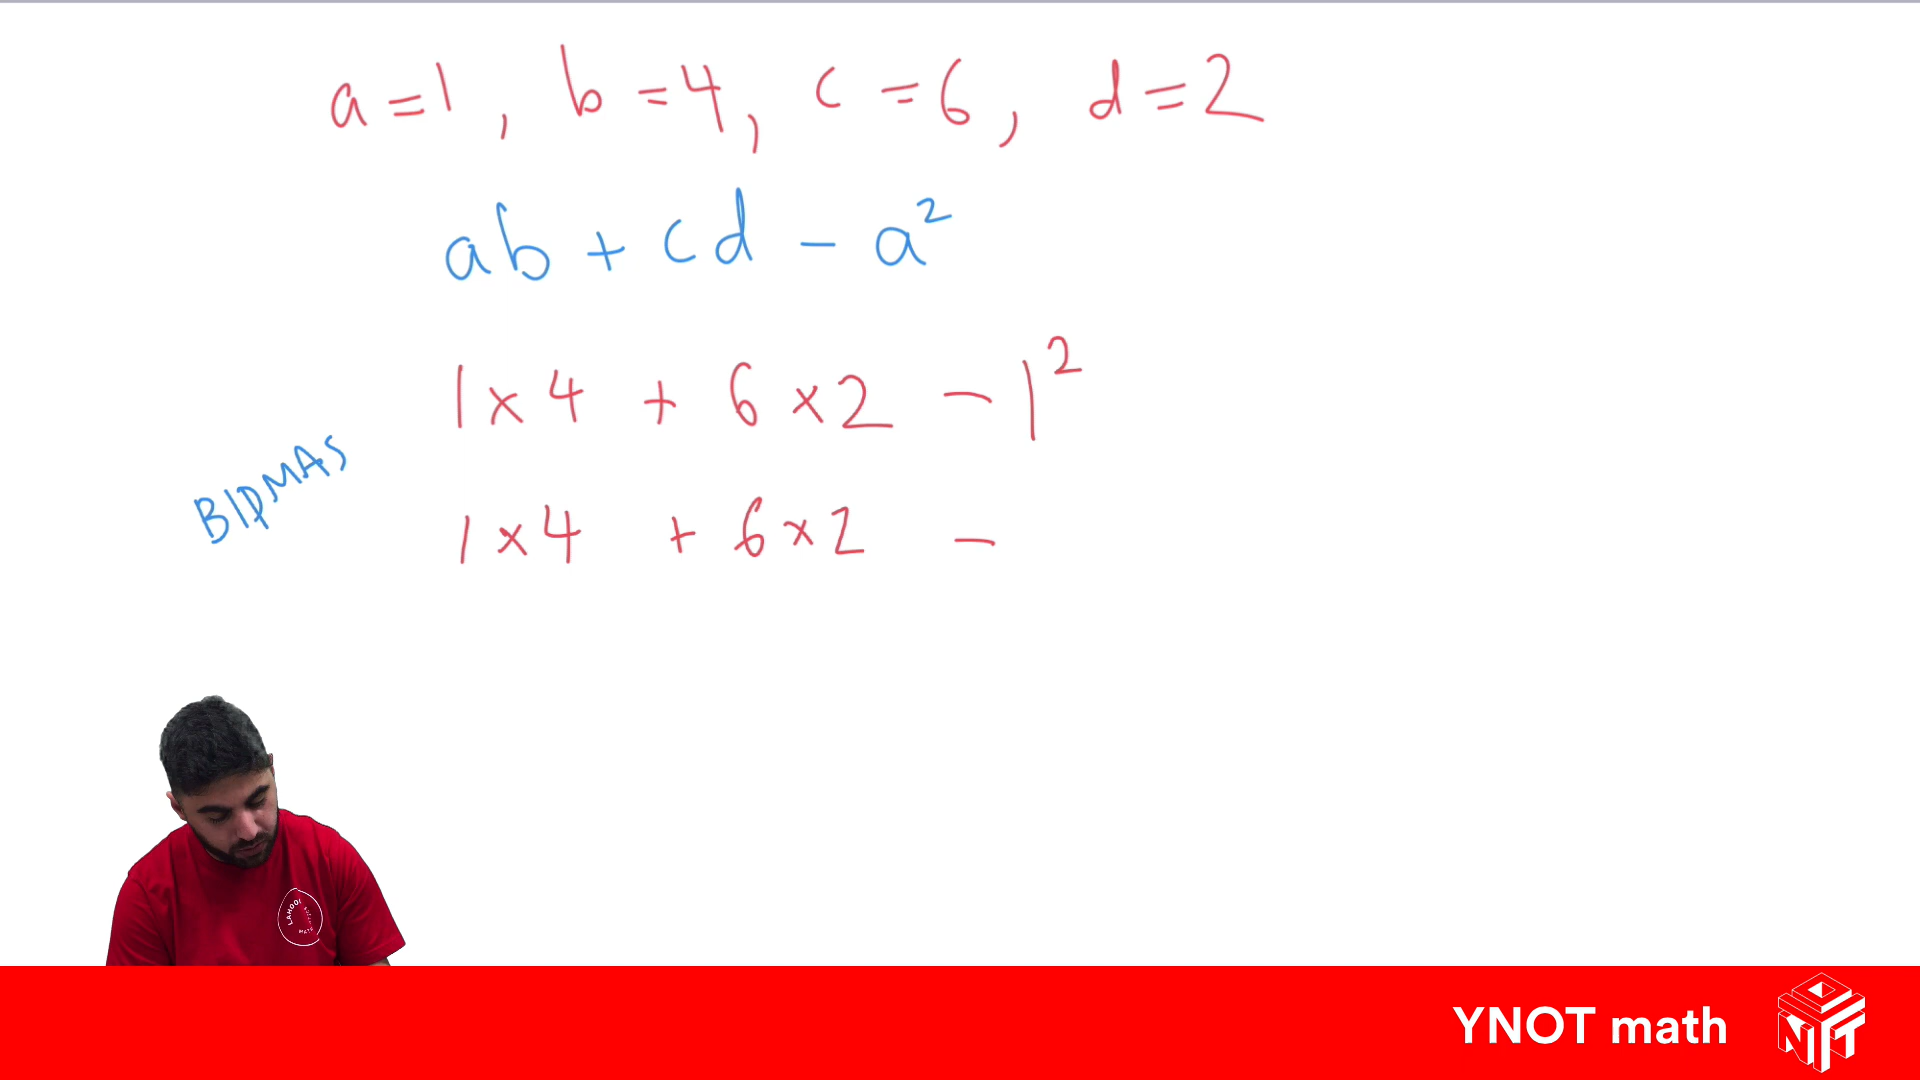 a = 1 , b = 4 , c = 6 , d = 2
ab + cd - a²
1 x 4 + 6 x 2 - 1²
BIDMAS
1 x 4 + 6 x 2 -
YNOT math